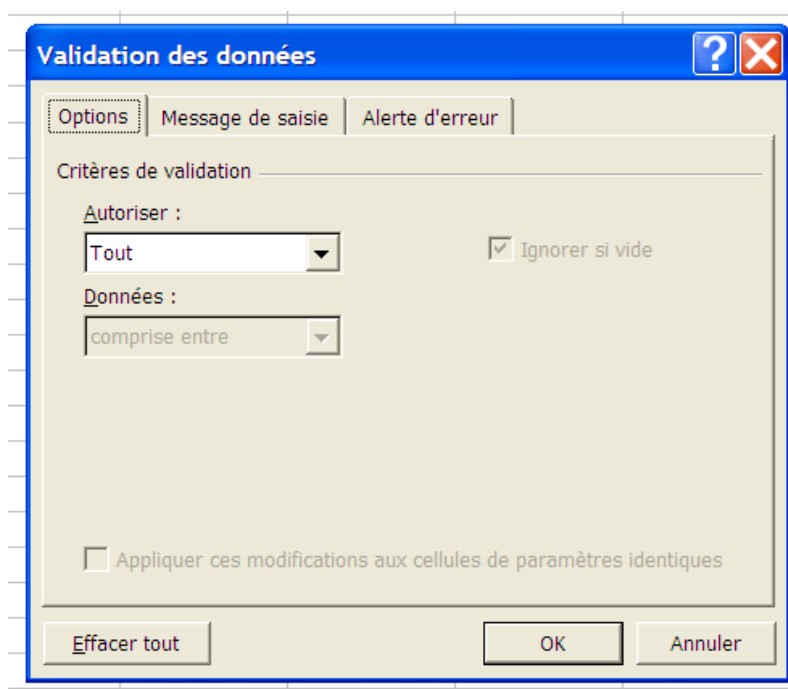 Validation des données
Options Message de saisie Alerte d'erreur
Critères de validation
Autoriser :
Tout
Ignorer si vide
Données :
comprise entre
Appliquer ces modifications aux cellules de paramètres identiques
Effacer tout OK Annuler